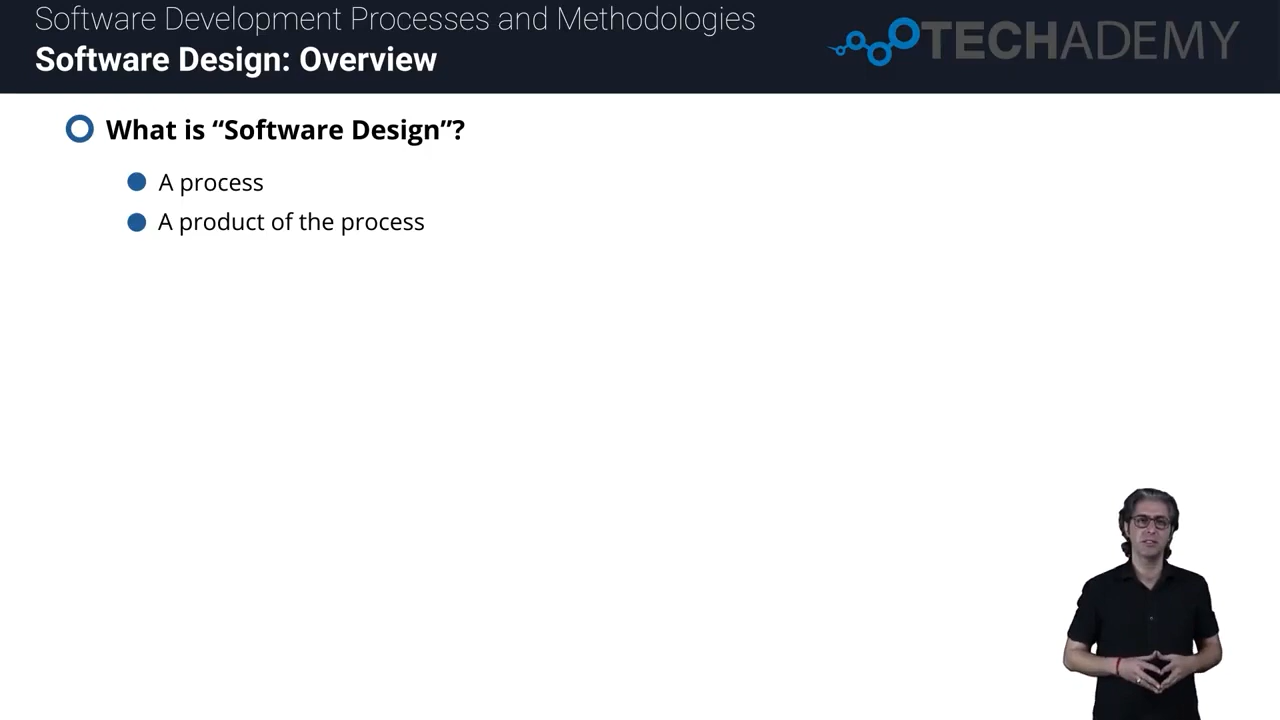 Software Development Processes and Methodologies
Software Design: Overview
TECHADEMY
What is “Software Design”?
A process
A product of the process